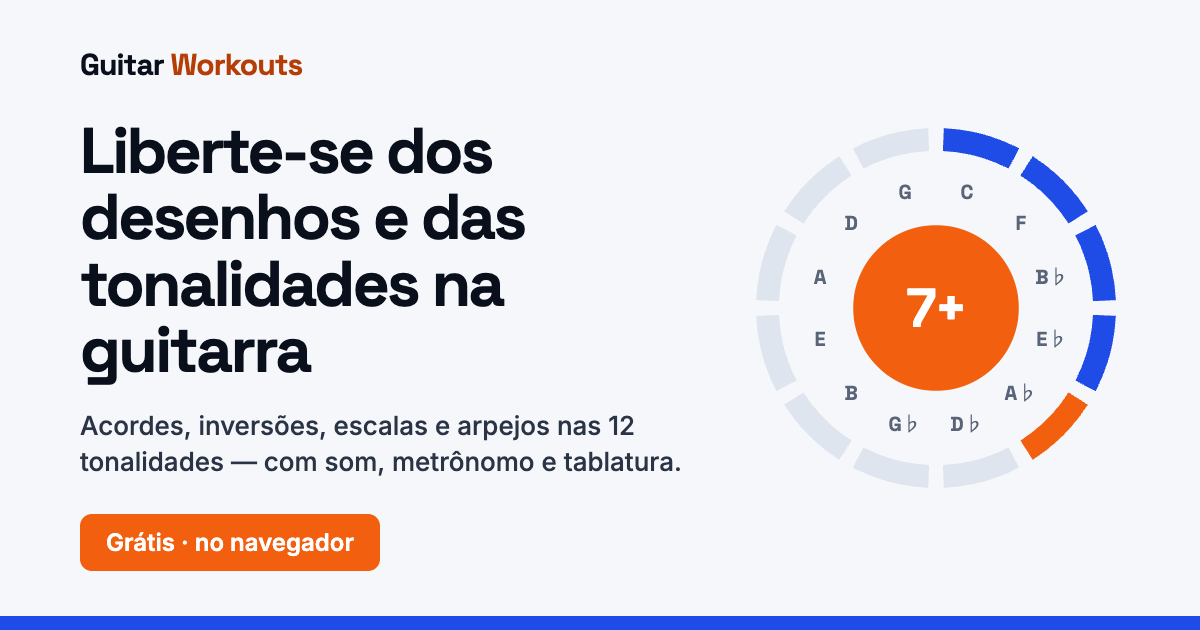 Guitar Workouts
Liberte-se dos
desenhos e das
tonalidades na
guitarra
Acordes, inversões, escalas e arpejos nas 12
tonalidades — com som, metrônomo e tablatura.
Grátis · no navegador
C
F
B♭
E♭
A♭
D♭
G♭
B
E
A
D
G
7+